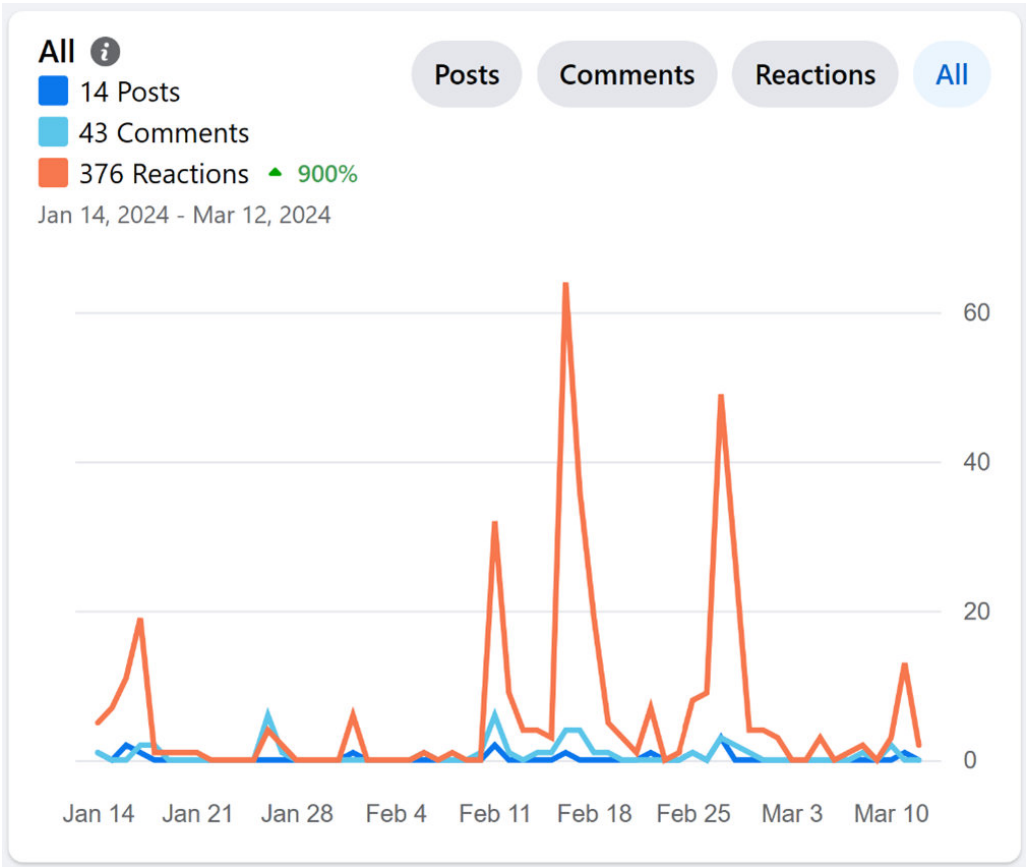 All
Posts Comments Reactions All
14 Posts
43 Comments
376 Reactions 900%
Jan 14, 2024 - Mar 12, 2024
60
40
20
0
Jan 14 Jan 21 Jan 28 Feb 4 Feb 11 Feb 18 Feb 25 Mar 3 Mar 10